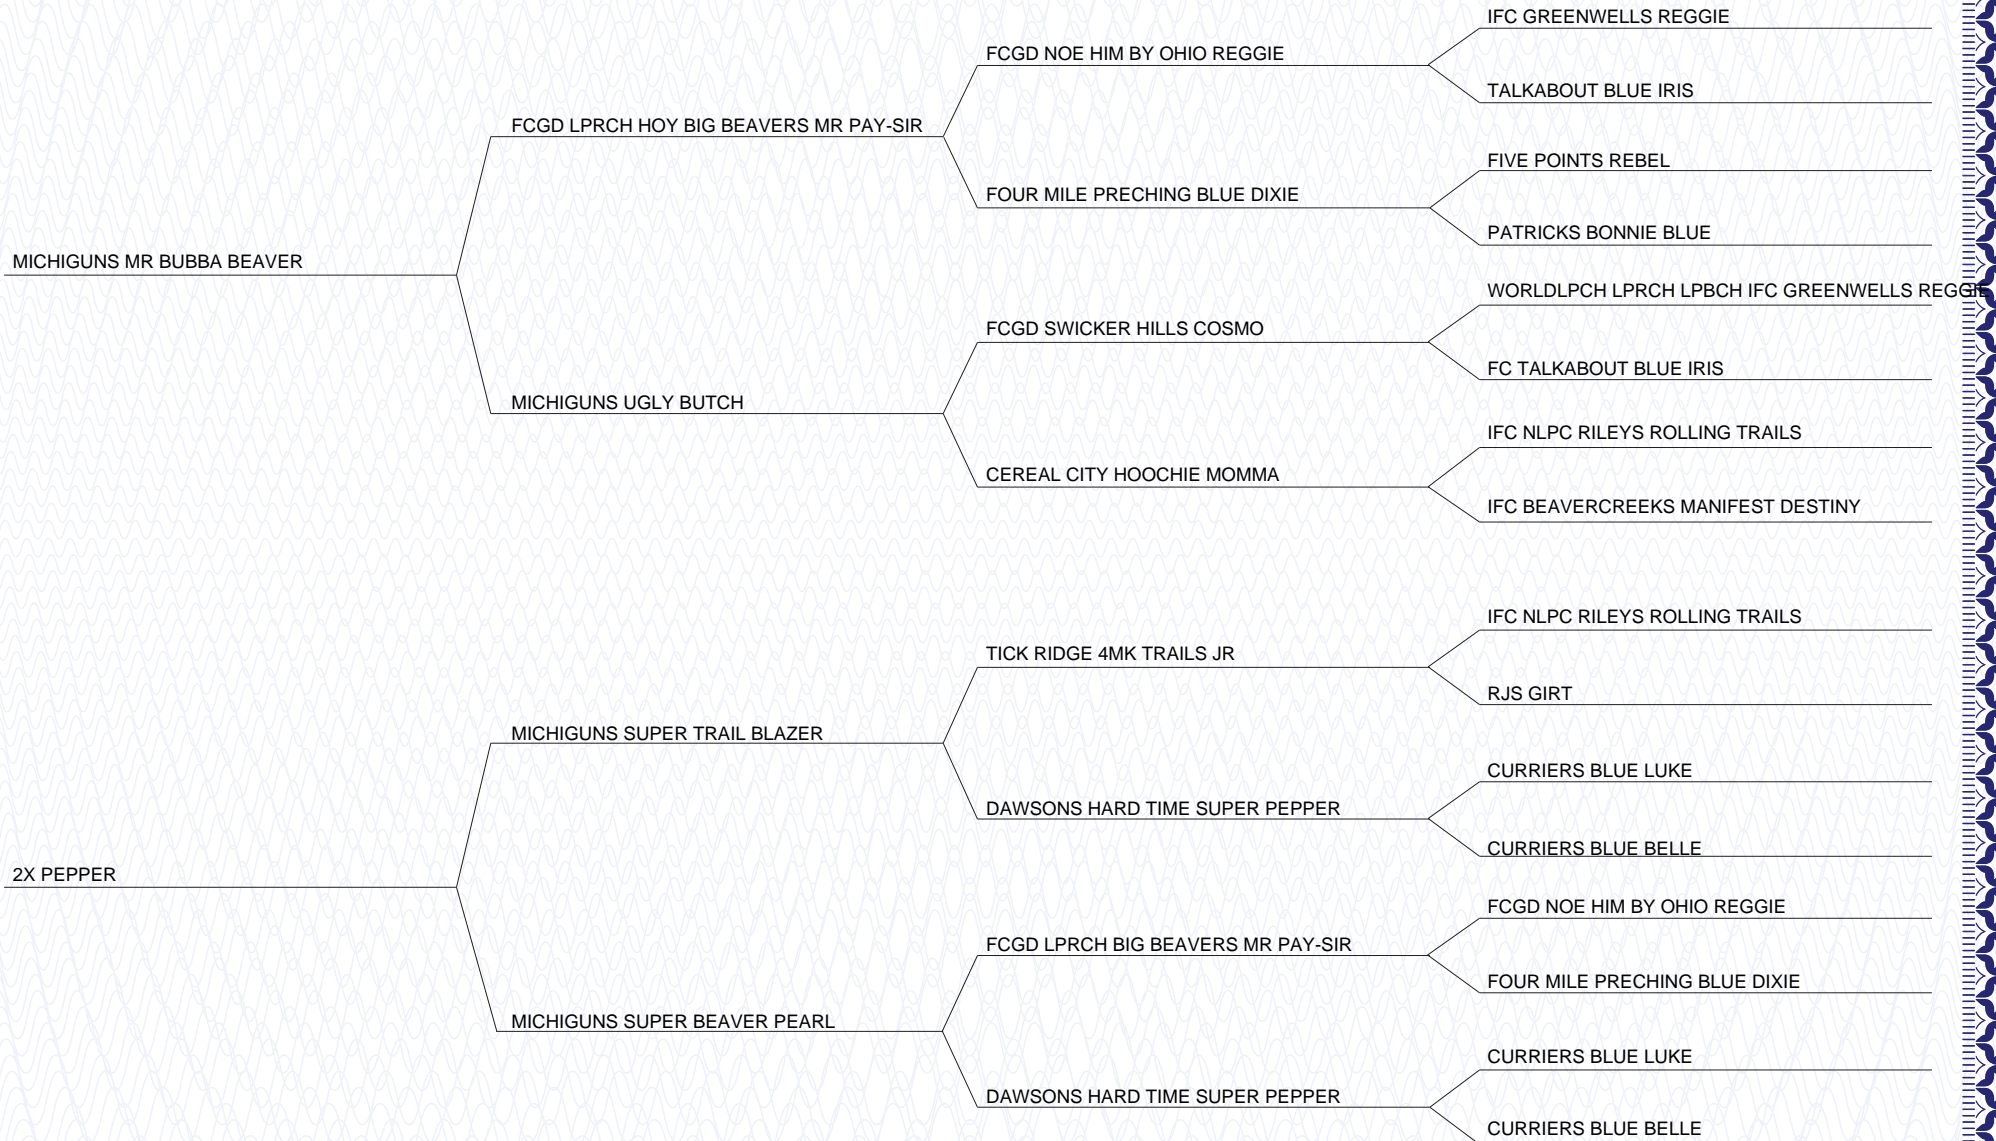 IFC GREENWELLS REGGIE
FCGD NOE HIM BY OHIO REGGIE
TALKABOUT BLUE IRIS
FCGD LPRCH HOY BIG BEAVERS MR PAY-SIR
FIVE POINTS REBEL
FOUR MILE PRECHING BLUE DIXIE
PATRICKS BONNIE BLUE
MICHIGUNS MR BUBBA BEAVER
WORLDLPCH LPRCH LPBCH IFC GREENWELLS REGGIE
FCGD SWICKER HILLS COSMO
FC TALKABOUT BLUE IRIS
MICHIGUNS UGLY BUTCH
IFC NLPC RILEYS ROLLING TRAILS
CEREAL CITY HOOCHIE MOMMA
IFC BEAVERCREEKS MANIFEST DESTINY
IFC NLPC RILEYS ROLLING TRAILS
TICK RIDGE 4MK TRAILS JR
RJS GIRT
MICHIGUNS SUPER TRAIL BLAZER
CURRIERS BLUE LUKE
DAWSONS HARD TIME SUPER PEPPER
CURRIERS BLUE BELLE
2X PEPPER
FCGD NOE HIM BY OHIO REGGIE
FCGD LPRCH BIG BEAVERS MR PAY-SIR
FOUR MILE PRECHING BLUE DIXIE
MICHIGUNS SUPER BEAVER PEARL
CURRIERS BLUE LUKE
DAWSONS HARD TIME SUPER PEPPER
CURRIERS BLUE BELLE